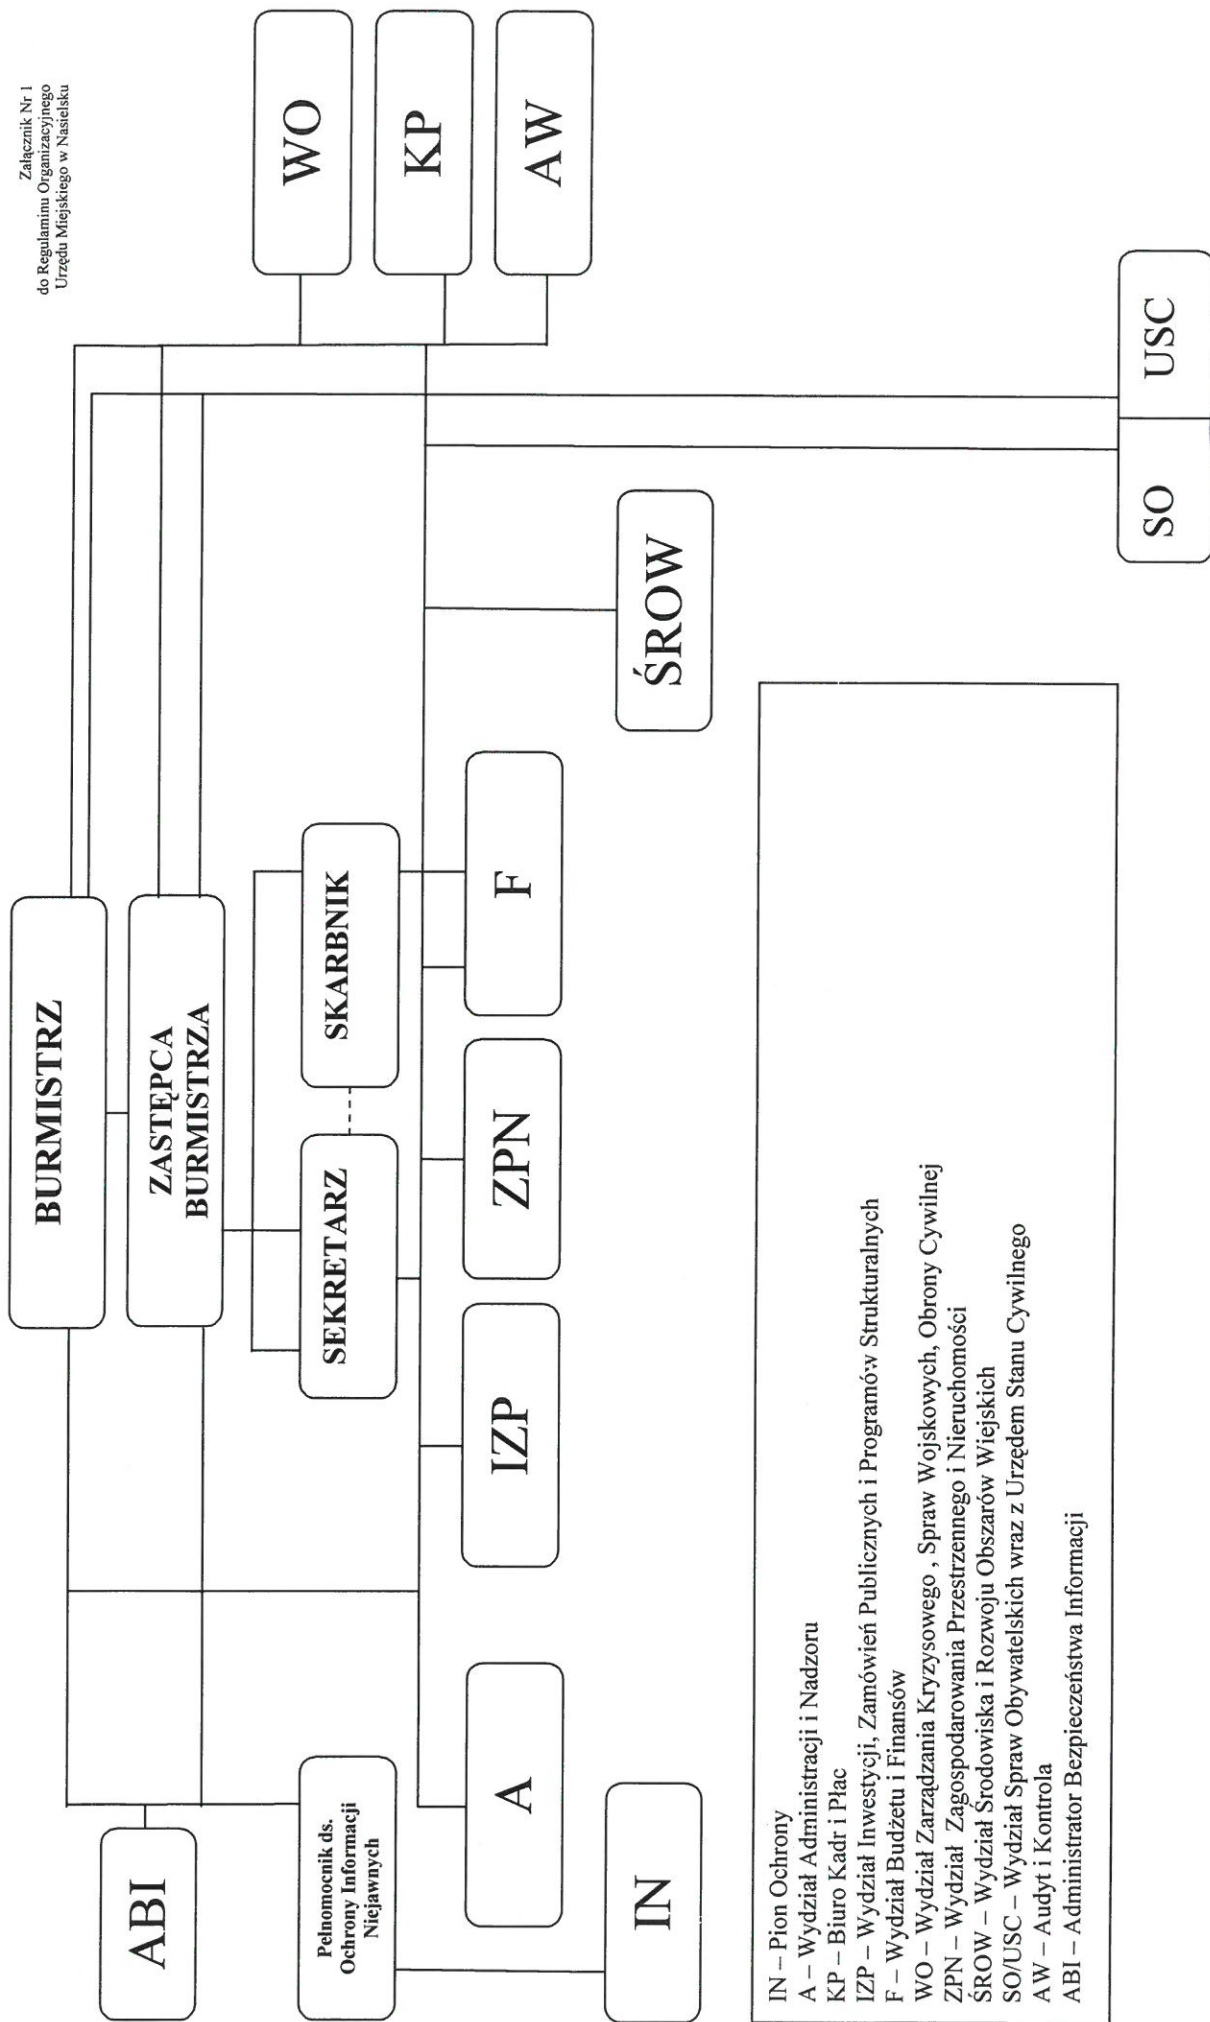 Załącznik Nr 1
do Regulaminu Organizacyjnego
Urzędu Miejskiego w Nasielsku
BURMISTRZ
ZASTĘPCA
BURMISTRZA
ABI
SEKRETARZ
SKARBNIK
WO
KP
AW
Pełnomocnik ds.
Ochrony Informacji
Niejawnych
A
IZP
ZPN
F
IN
ŚROW
SO
USC
IN – Pion Ochrony
A – Wydział Administracji i Nadzoru
KP – Biuro Kadr i Płac
IZP – Wydział Inwestycji, Zamówień Publicznych i Programów Strukturalnych
F – Wydział Budżetu i Finansów
WO – Wydział Zarządzania Kryzysowego , Spraw Wojskowych, Obrony Cywilnej
ZPN – Wydział Zagospodarowania Przestrzennego i Nieruchomości
ŚROW – Wydział Środowiska i Rozwoju Obszarów Wiejskich
SO/USC – Wydział Spraw Obywatelskich wraz z Urzędem Stanu Cywilnego
AW – Audyt i Kontrola
ABI – Administrator Bezpieczeństwa Informacji